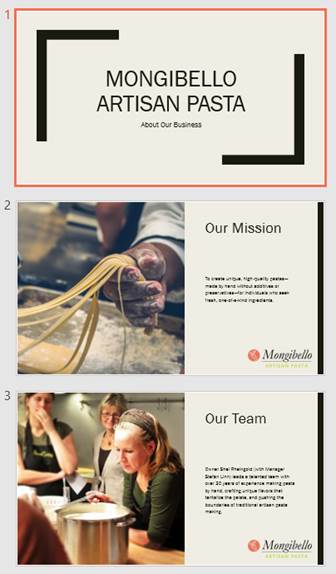 1
MONGIBELLO
ARTISAN PASTA
About Our Business
2
Our Mission
To create unique, high-quality pastas—
made by hand without additives or
preservatives—for individuals who seek
fresh, one-of-a-kind ingredients.
Mongibello
ARTISAN PASTA
3
Our Team
Owner Shel Rheingold (with Manager
Stefan Linn) leads a talented team with
over 20 years of experience making pasta
by hand, crafting unique flavors that
tantalize the palate, and pushing the
boundaries of traditional artisan pasta
making.
Mongibello
ARTISAN PASTA